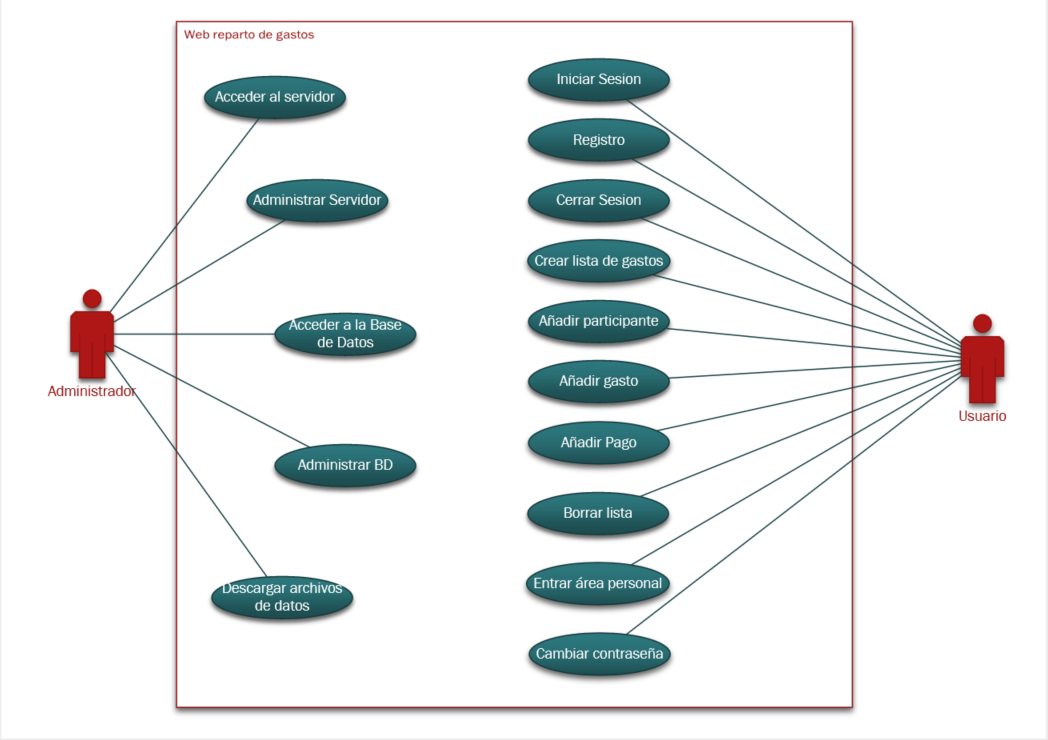 Web reparto de gastos
Acceder al servidor
Administrar Servidor
Acceder a la Base
de Datos
Administrar BD
Descargar archivos
de datos
Administrador
Iniciar Sesion
Registro
Cerrar Sesion
Crear lista de gastos
Añadir participante
Añadir gasto
Añadir Pago
Borrar lista
Entrar área personal
Cambiar contraseña
Usuario